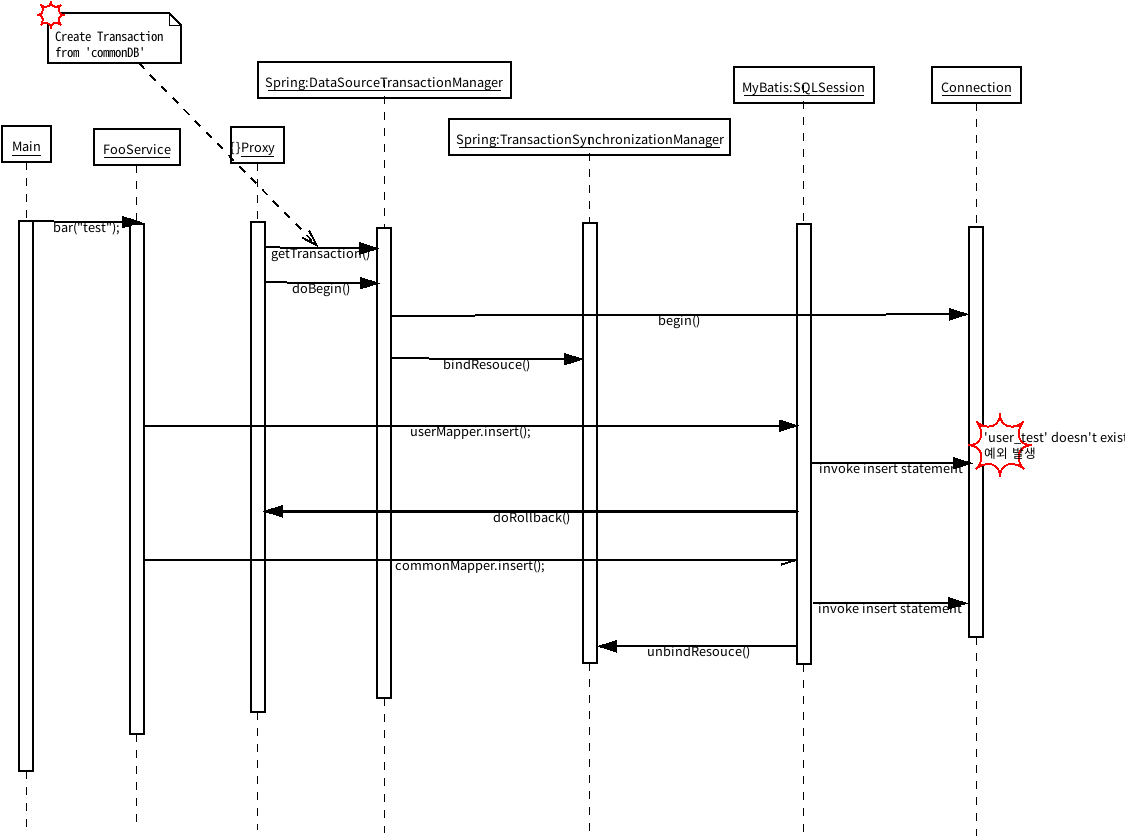 Create Transaction
from 'commonDB'
Spring:DataSourceTransactionManager
MyBatis:SQLSession
Connection
Spring:TransactionSynchronizationManager
Main
FooService
{}Proxy
bar("test");
getTransaction()
doBegin()
begin()
bindResouce()
userMapper.insert();
'user_test' doesn't exist
예외 발생
invoke insert statement
doRollback()
commonMapper.insert();
invoke insert statement
unbindResouce()